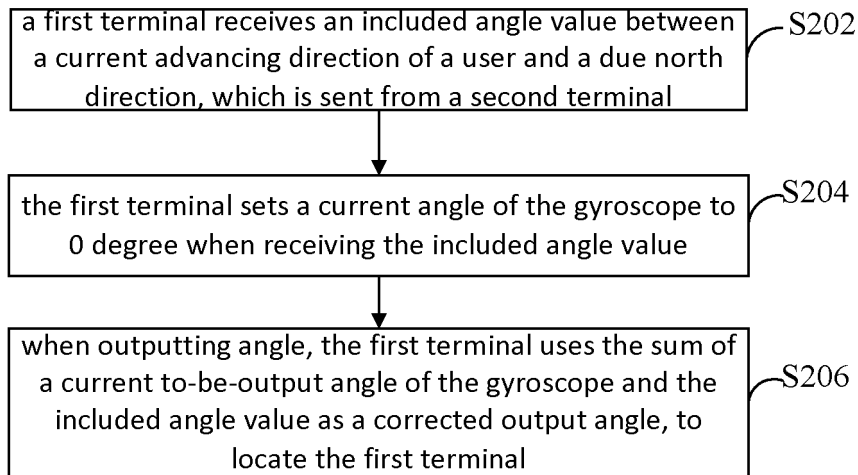 a first terminal receives an included angle value between
a current advancing direction of a user and a due north
direction, which is sent from a second terminal
S202
the first terminal sets a current angle of the gyroscope to
0 degree when receiving the included angle value
S204
when outputting angle, the first terminal uses the sum of
a current to-be-output angle of the gyroscope and the
included angle value as a corrected output angle, to
locate the first terminal
S206